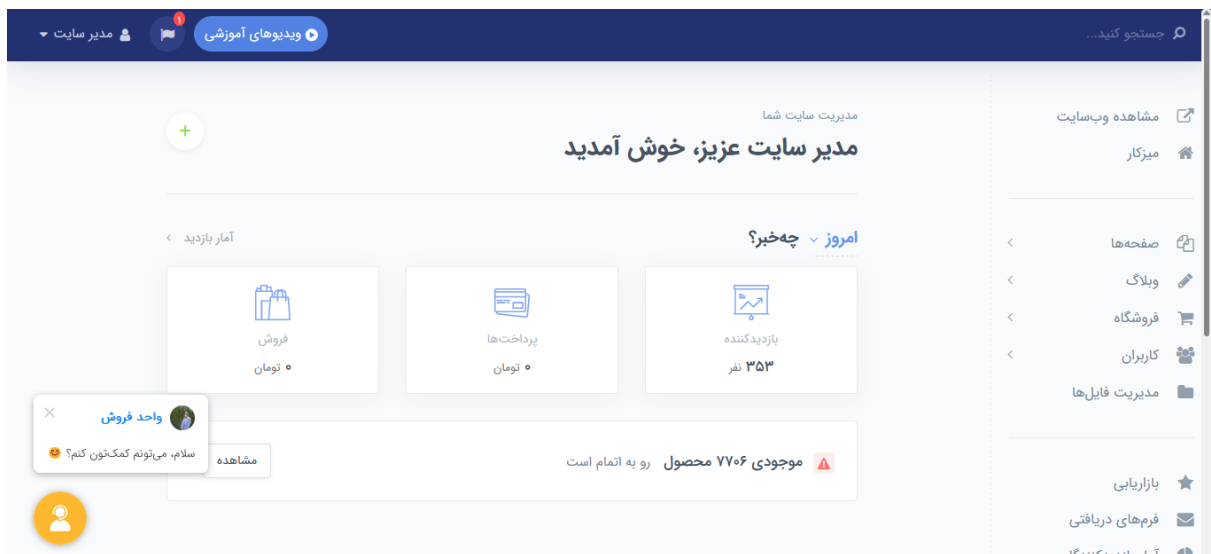 جستجو کنید...
ویدیوهای آموزشی
۱
مدیر سایت
مشاهده وب‌سایت
میزکار
صفحه‌ها
وبلاگ
فروشگاه
کاربران
مدیریت فایل‌ها
بازاریابی
فرم‌های دریافتی
مدیریت سایت شما
مدیر سایت عزیز، خوش آمدید
+
امروز چه‌خبر؟
آمار بازدید
بازدیدکننده
۳۵۳ نفر
پرداخت‌ها
۰ تومان
فروش
۰ تومان
موجودی ۷۷۰۶ محصول رو به اتمام است
مشاهده
واحد فروش
سلام، می‌تونم کمک‌تون کنم؟ 😊